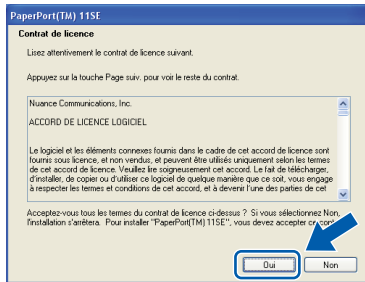 PaperPort(TM) 11SE
Contrat de licence
Lisez attentivement le contrat de licence suivant.
Appuyez sur la touche Page suiv. pour voir le reste du contrat.
Nuance Communications, Inc.
ACCORD DE LICENCE LOGICIEL
Le logiciel et les éléments connexes fournis dans le cadre de cet accord de licence sont
fournis sous licence, et non vendus, et peuvent être utilisés uniquement selon les termes
de cet accord de licence. Veuillez lire soigneusement cet accord. Le fait de télécharger,
d'installer, de copier ou d'utiliser ce logiciel de quelque manière que ce soit, vous engage
à respecter les termes et conditions de cet accord, et à devenir l'une des parties de cet
Acceptez-vous tous les termes du contrat de licence ci-dessus ? Si vous sélectionnez Non,
l'installation s'arrêtera. Pour installer "PaperPort(TM) 11SE", vous devez accepter ce
Oui
Non